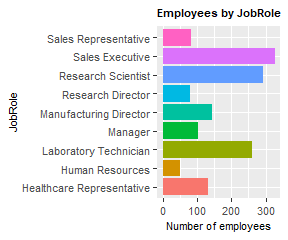 Employees by JobRole
JobRole
Sales Representative
Sales Executive
Research Scientist
Research Director
Manufacturing Director
Manager
Laboratory Technician
Human Resources
Healthcare Representative
0 100 200 300
Number of employees